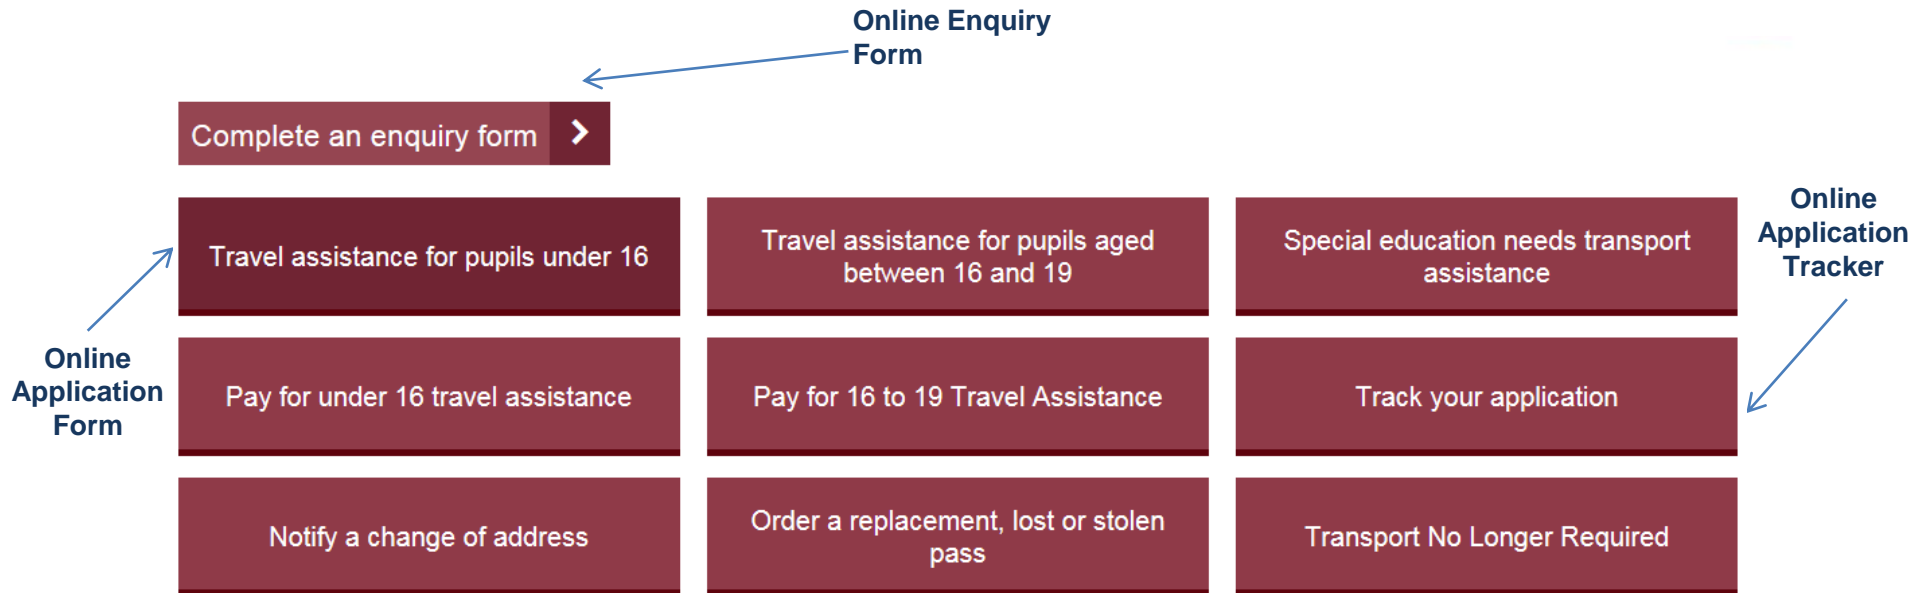 Online Enquiry
Form
Complete an enquiry form
Travel assistance for pupils under 16
Travel assistance for pupils aged
between 16 and 19
Special education needs transport
assistance
Online
Application
Tracker
Online
Application
Form
Pay for under 16 travel assistance
Pay for 16 to 19 Travel Assistance
Track your application
Notify a change of address
Order a replacement, lost or stolen
pass
Transport No Longer Required